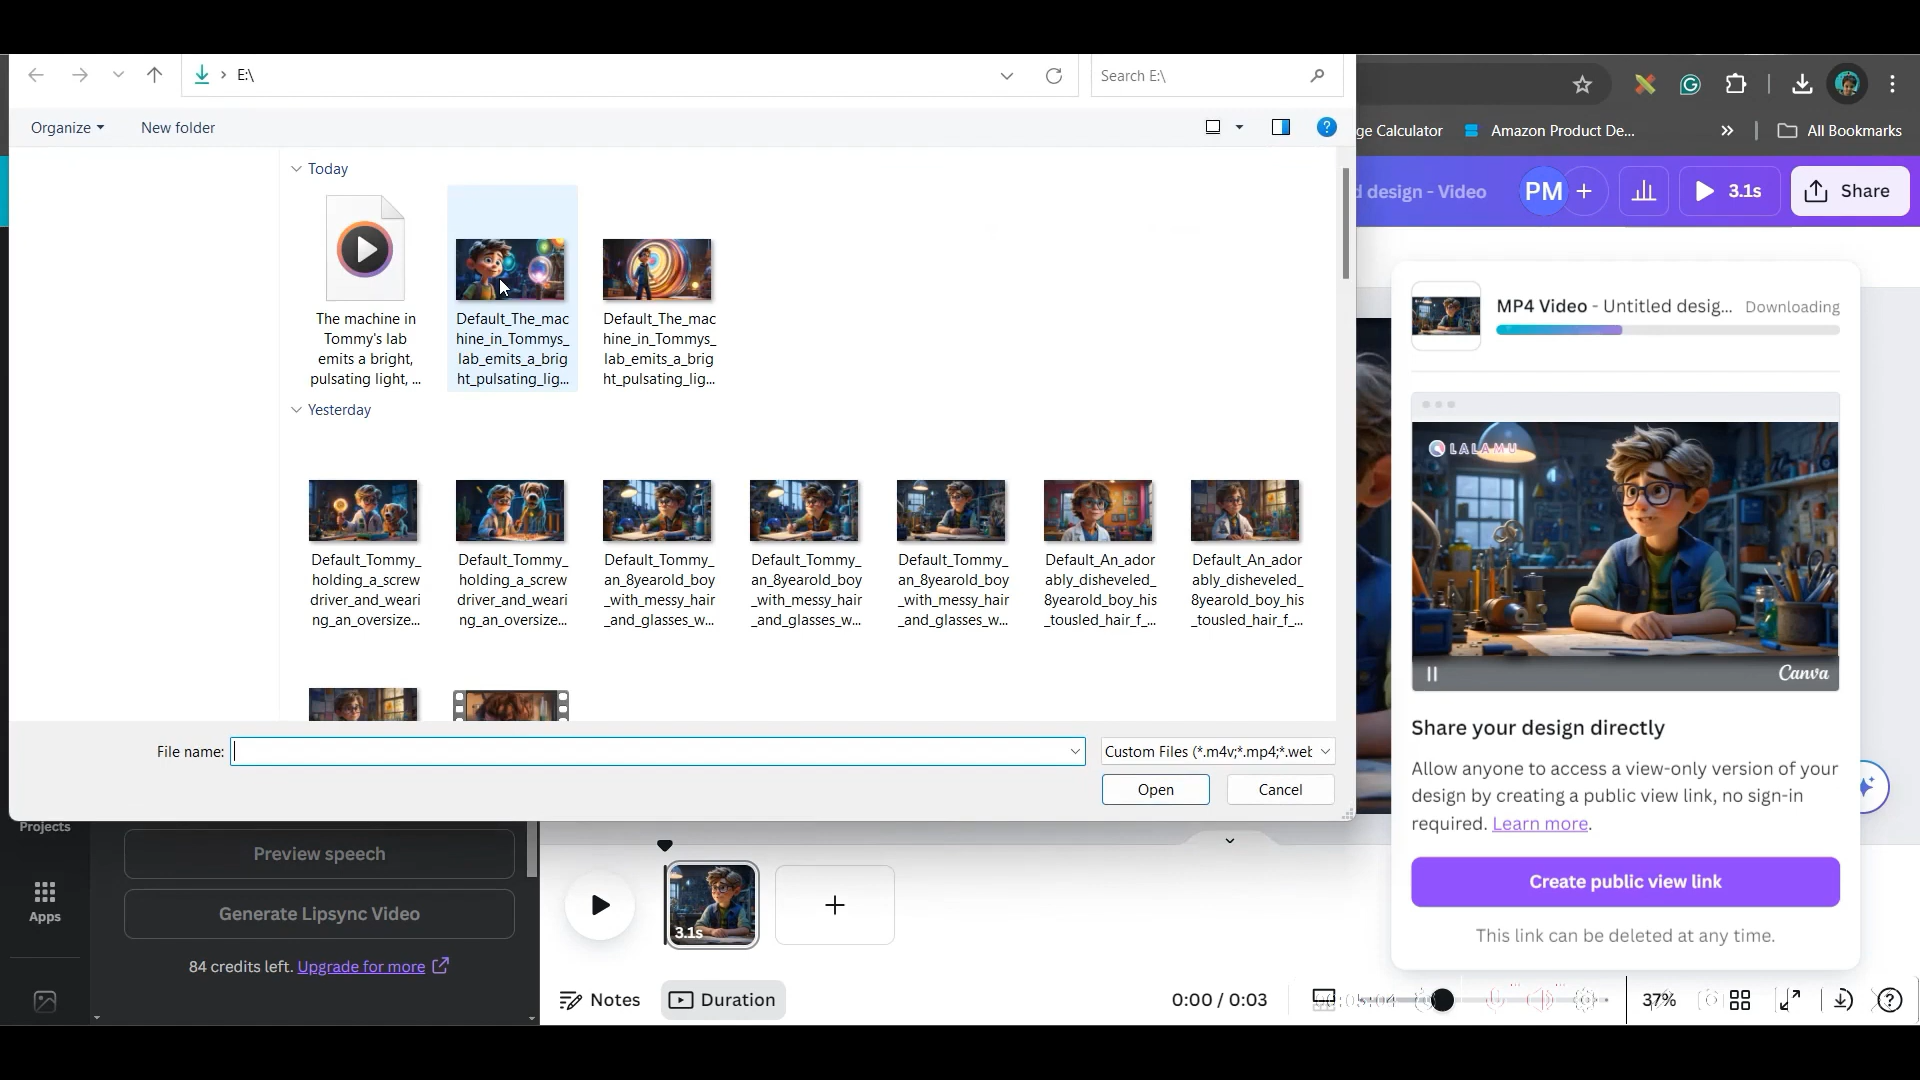 E:\
Search E:\
Organize
New folder
ge Calculator
Amazon Product De...
All Bookmarks
d design - Video
PM
3.1s
Share
Today
The machine in
Tommy's lab
emits a bright,
pulsating light, ...
Default_The_mac
hine_in_Tommys_
lab_emits_a_brig
ht_pulsating_lig...
Default_The_mac
hine_in_Tommys_
lab_emits_a_brig
ht_pulsating_lig...
Yesterday
Default_Tommy_
holding_a_screw
driver_and_weari
ng_an_oversize...
Default_Tommy_
holding_a_screw
driver_and_weari
ng_an_oversize...
Default_Tommy_
an_8yearold_boy
_with_messy_hair
_and_glasses_w...
Default_Tommy_
an_8yearold_boy
_with_messy_hair
_and_glasses_w...
Default_Tommy_
an_8yearold_boy
_with_messy_hair
_and_glasses_w...
Default_An_ador
ably_disheveled_
8yearold_boy_his
_tousled_hair_f_...
Default_An_ador
ably_disheveled_
8yearold_boy_his
_tousled_hair_f_...
File name:
Custom Files (*.m4v;*.mp4;*.web
Open
Cancel
MP4 Video - Untitled desig...
Downloading
LALAMU
Canva
Share your design directly
Allow anyone to access a view-only version of your
design by creating a public view link, no sign-in
required. Learn more.
Create public view link
This link can be deleted at any time.
Projects
Apps
Preview speech
Generate Lipsync Video
84 credits left. Upgrade for more
3.1s
Notes
Duration
0:00 / 0:03
37%